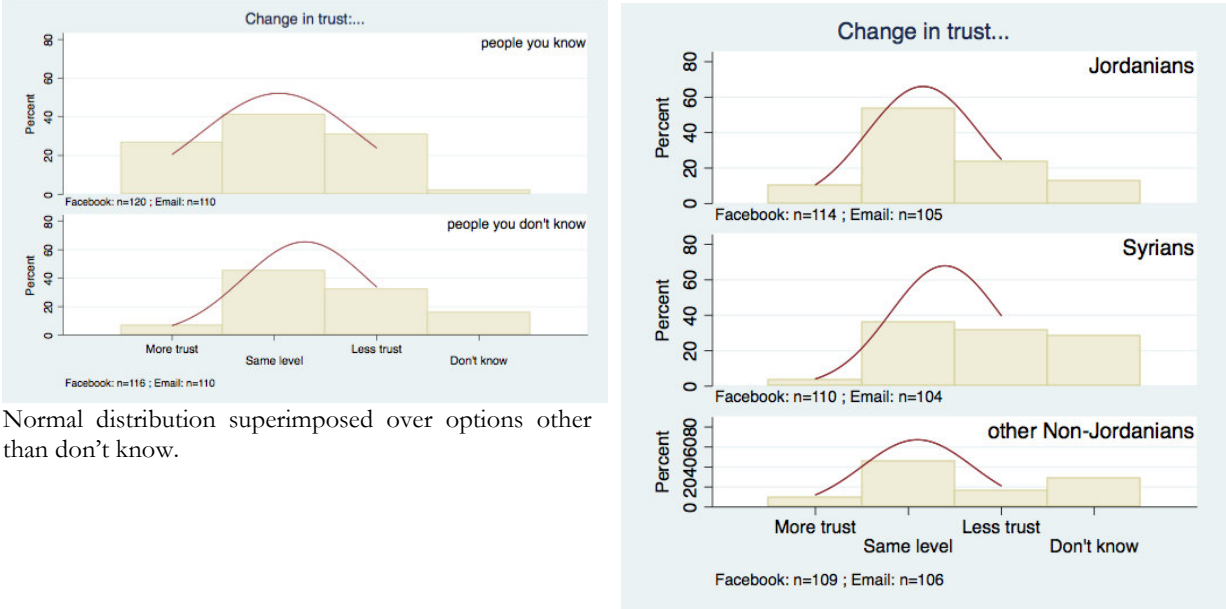 Change in trust:...
people you know
80
60
40
20
0
Percent
Facebook: n=120 ; Email: n=110
people you don't know
80
60
40
20
0
Percent
More trust
Same level
Less trust
Don't know
Facebook: n=116 ; Email: n=110
Normal distribution superimposed over options other
than don't know.
Change in trust...
Jordanians
80
60
40
20
0
Percent
Facebook: n=114 ; Email: n=105
Syrians
80
60
40
20
0
Percent
Facebook: n=110 ; Email: n=104
other Non-Jordanians
80
60
40
20
0
Percent
More trust
Same level
Less trust
Don't know
Facebook: n=109 ; Email: n=106